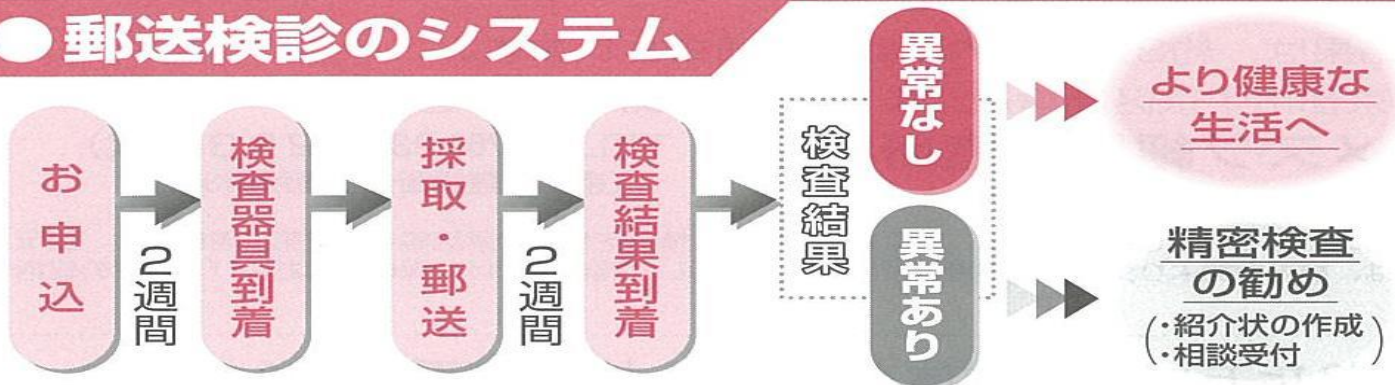 ●郵送検診のシステム
お申込
2週間
検査器具到着
採取・郵送
2週間
検査結果到着
検査結果
異常なし
より健康な
生活へ
異常あり
精密検査
の勧め
(・紹介状の作成
・相談受付)